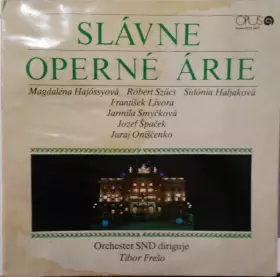 OPUS
SLÁVNE
OPERNÉ ÁRIE
Magdaléna Hajóssyová Róbert Szücs Sidónia Haljaková
František Livora
Jarmila Smyčková
Jozef Špaček
Juraj Oniščenko
Orchester SND diriguje
Tibor Frešo